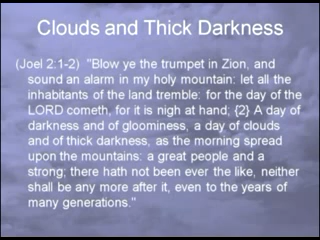 Clouds and Thick Darkness
(Joel 2:1-2)  "Blow ye the trumpet in Zion, and
sound an alarm in my holy mountain: let all the
inhabitants of the land tremble: for the day of the
LORD cometh, for it is nigh at hand; {2} A day of
darkness and of gloominess, a day of clouds
and of thick darkness, as the morning spread
upon the mountains: a great people and a
strong; there hath not been ever the like, neither
shall be any more after it, even to the years of
many generations."